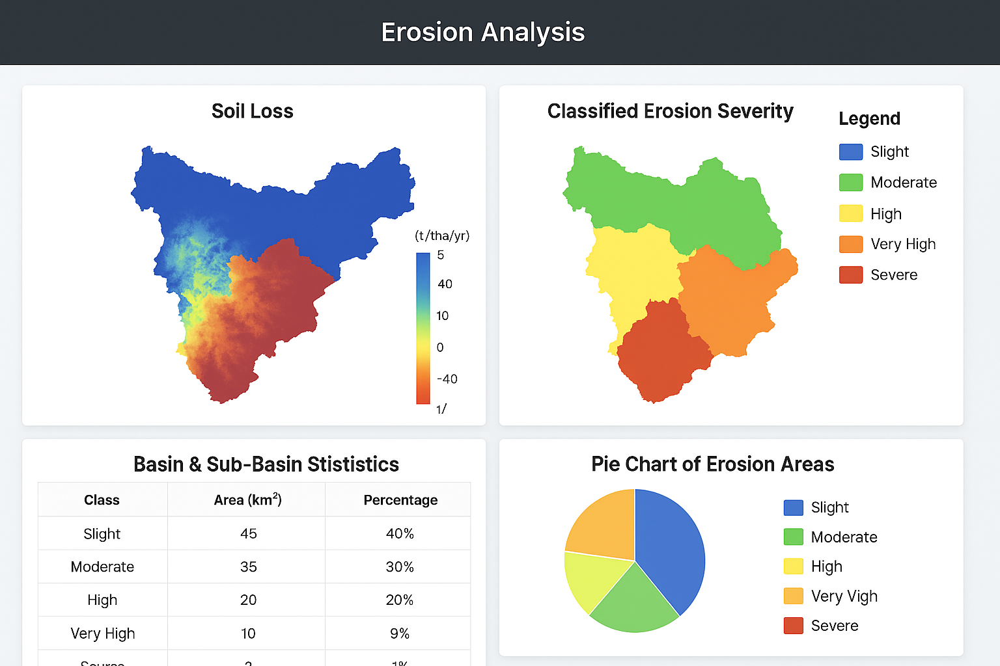 Erosion Analysis
Soil Loss
(t/tha/yr)
5
40
10
0
-40
1/
Classified Erosion Severity
Legend
Slight
Moderate
High
Very High
Severe
Basin & Sub-Basin Stististics
Class Area (km²) Percentage
Slight 45 40%
Moderate 35 30%
High 20 20%
Very High 10 9%
1%
Pie Chart of Erosion Areas
Slight
Moderate
High
Very Vigh
Severe